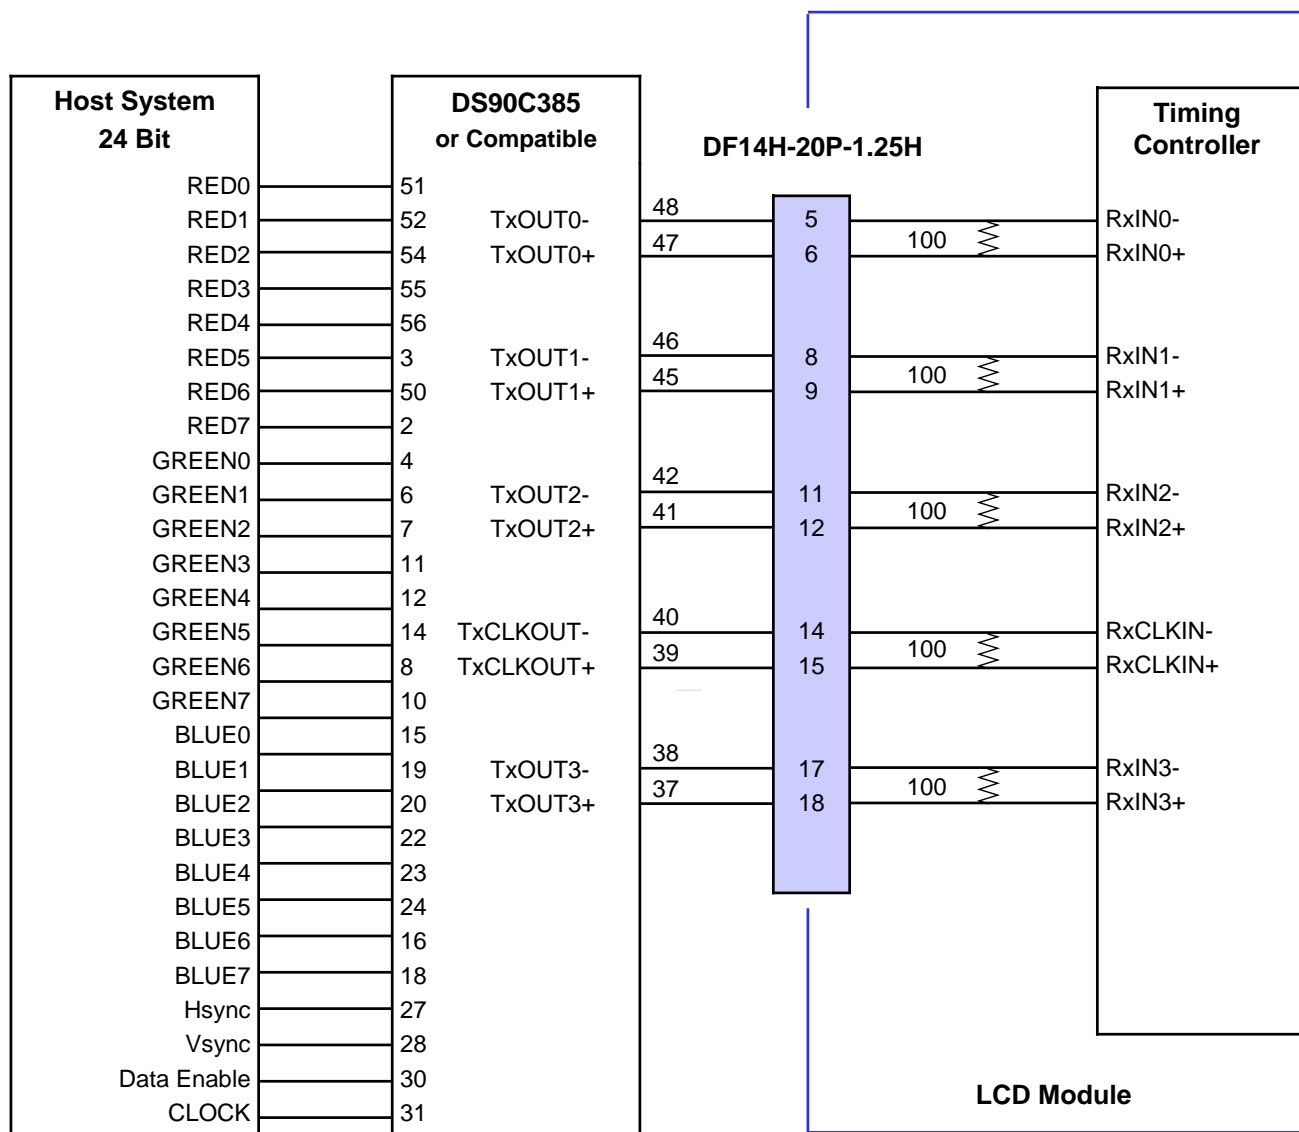 Host System
24 Bit
DS90C385
or Compatible
DF14H-20P-1.25H
Timing
Controller
RED0 51
RED1 52 TxOUT0- 48 5 RxIN0-
100
RED2 54 TxOUT0+ 47 6 RxIN0+
RED3 55
RED4 56
RED5 3 TxOUT1- 46 8 RxIN1-
100
RED6 50 TxOUT1+ 45 9 RxIN1+
RED7 2
GREEN0 4
GREEN1 6 TxOUT2- 42 11 RxIN2-
100
GREEN2 7 TxOUT2+ 41 12 RxIN2+
GREEN3 11
GREEN4 12
GREEN5 14 TxCLKOUT- 40 14 RxCLKIN-
100
GREEN6 8 TxCLKOUT+ 39 15 RxCLKIN+
GREEN7 10
BLUE0 15
BLUE1 19 TxOUT3- 38 17 RxIN3-
100
BLUE2 20 TxOUT3+ 37 18 RxIN3+
BLUE3 22
BLUE4 23
BLUE5 24
BLUE6 16
BLUE7 18
Hsync 27
Vsync 28
Data Enable 30
CLOCK 31
LCD Module